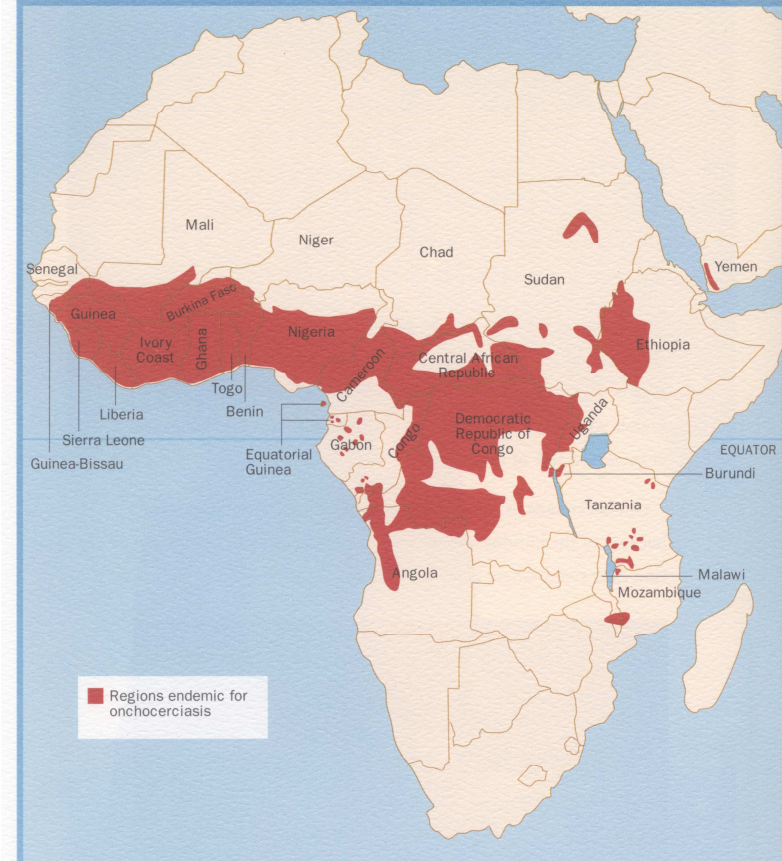 Mali
Niger
Chad
Sudan
Yemen
Senegal
Guinea
Burkina Faso
Ivory
Coast
Ghana
Nigeria
Cameroon
Central African
Republic
Ethiopia
Togo
Benin
Liberia
Sierra Leone
Guinea-Bissau
Equatorial
Guinea
Gabon
Congo
Democratic
Republic of
Congo
Uganda
EQUATOR
Burundi
Tanzania
Angola
Malawi
Mozambique
Regions endemic for
onchocerciasis